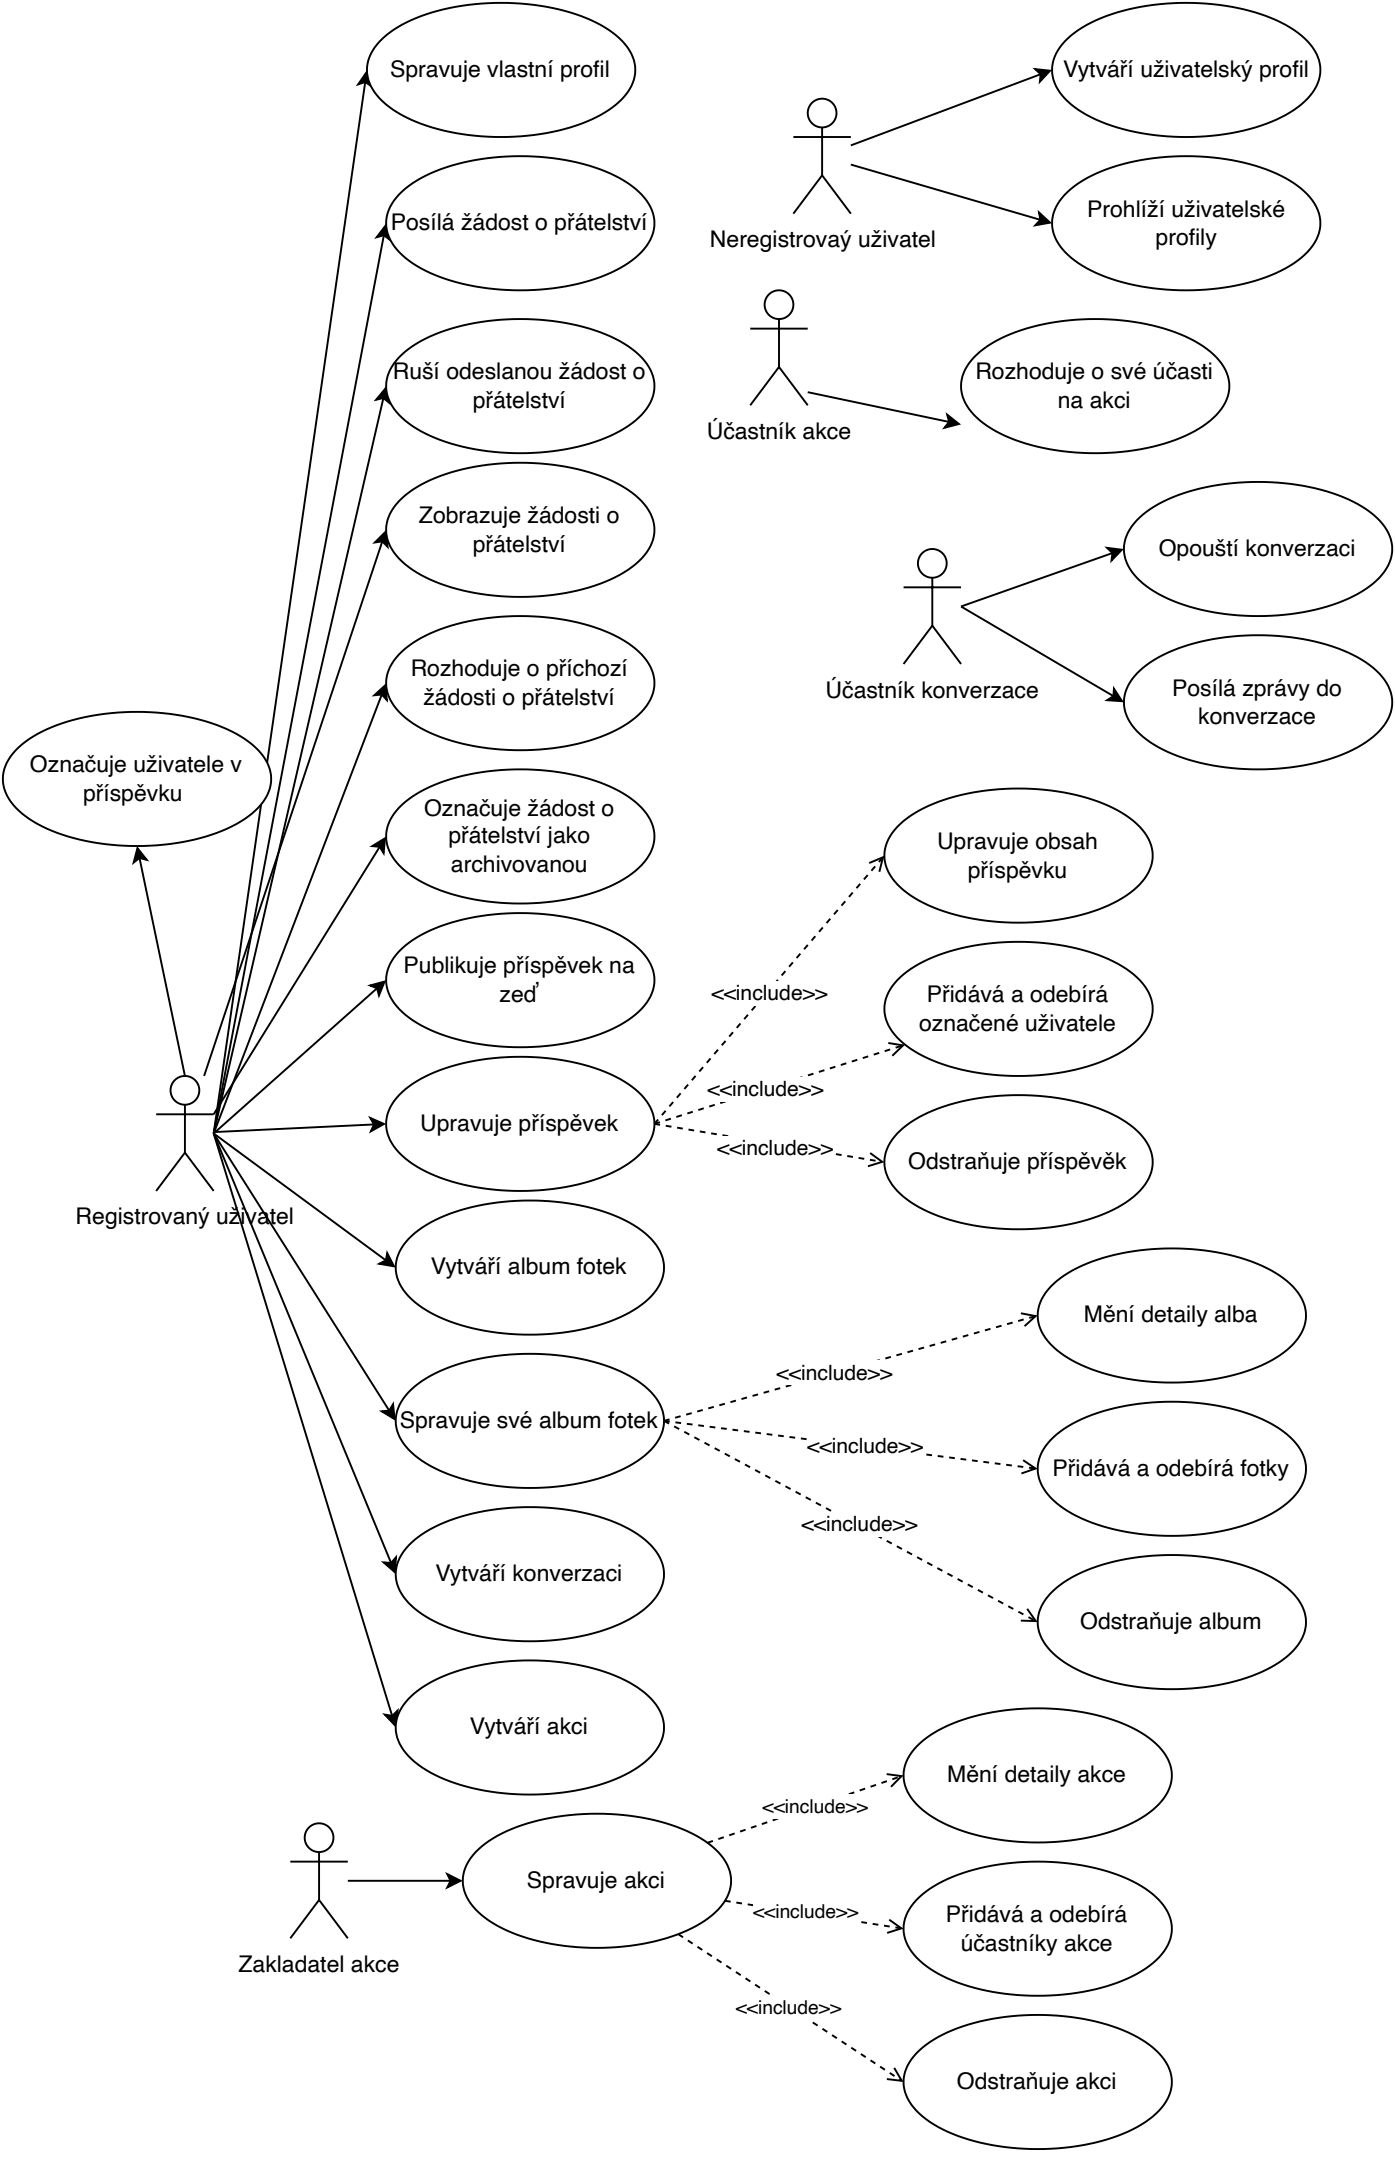 Spravuje vlastní profil
Vytváří uživatelský profil
Posílá žádost o přátelství
Prohlíží uživatelské
profily
Neregistrovaý uživatel
Ruší odeslanou žádost o
přátelství
Rozhoduje o své účasti
na akci
Účastník akce
Zobrazuje žádosti o
přátelství
Opouští konverzaci
Rozhoduje o příchozí
žádosti o přátelství
Účastník konverzace
Posílá zprávy do
konverzace
Označuje uživatele v
příspěvku
Označuje žádost o
přátelství jako
archivovanou
Upravuje obsah
příspěvku
Publikuje příspěvek na
zeď
<<include>>
Přidává a odebírá
označené uživatele
<<include>>
Upravuje příspěvek
<<include>>
Odstraňuje příspěvěk
Registrovaný uživatel
Vytváří album fotek
Mění detaily alba
<<include>>
Spravuje své album fotek
<<include>>
Přidává a odebírá fotky
<<include>>
Vytváří konverzaci
Odstraňuje album
Vytváří akci
Mění detaily akce
<<include>>
Spravuje akci
<<include>>
Přidává a odebírá
účastníky akce
Zakladatel akce
<<include>>
Odstraňuje akci